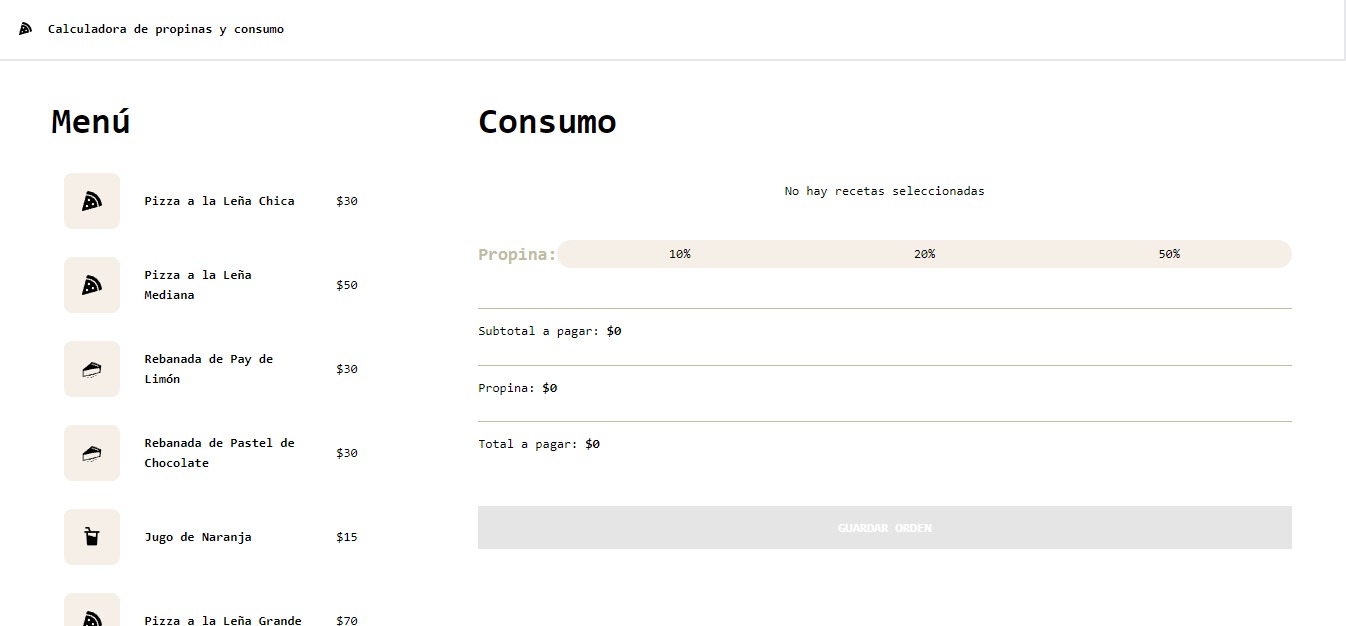 Calculadora de propinas y consumo
Menú
Pizza a la Leña Chica $30
Pizza a la Leña
Mediana
$50
Rebanada de Pay de
Limón
$30
Rebanada de Pastel de
Chocolate
$30
Jugo de Naranja $15
Pizza a la Leña Grande $70
Consumo
No hay recetas seleccionadas
Propina: 10% 20% 50%
Subtotal a pagar: $0
Propina: $0
Total a pagar: $0
GUARDAR ORDEN